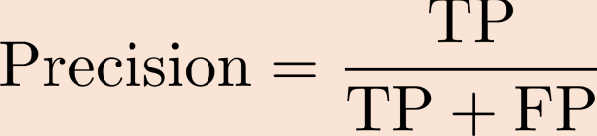 Precision = TP / (TP + FP)